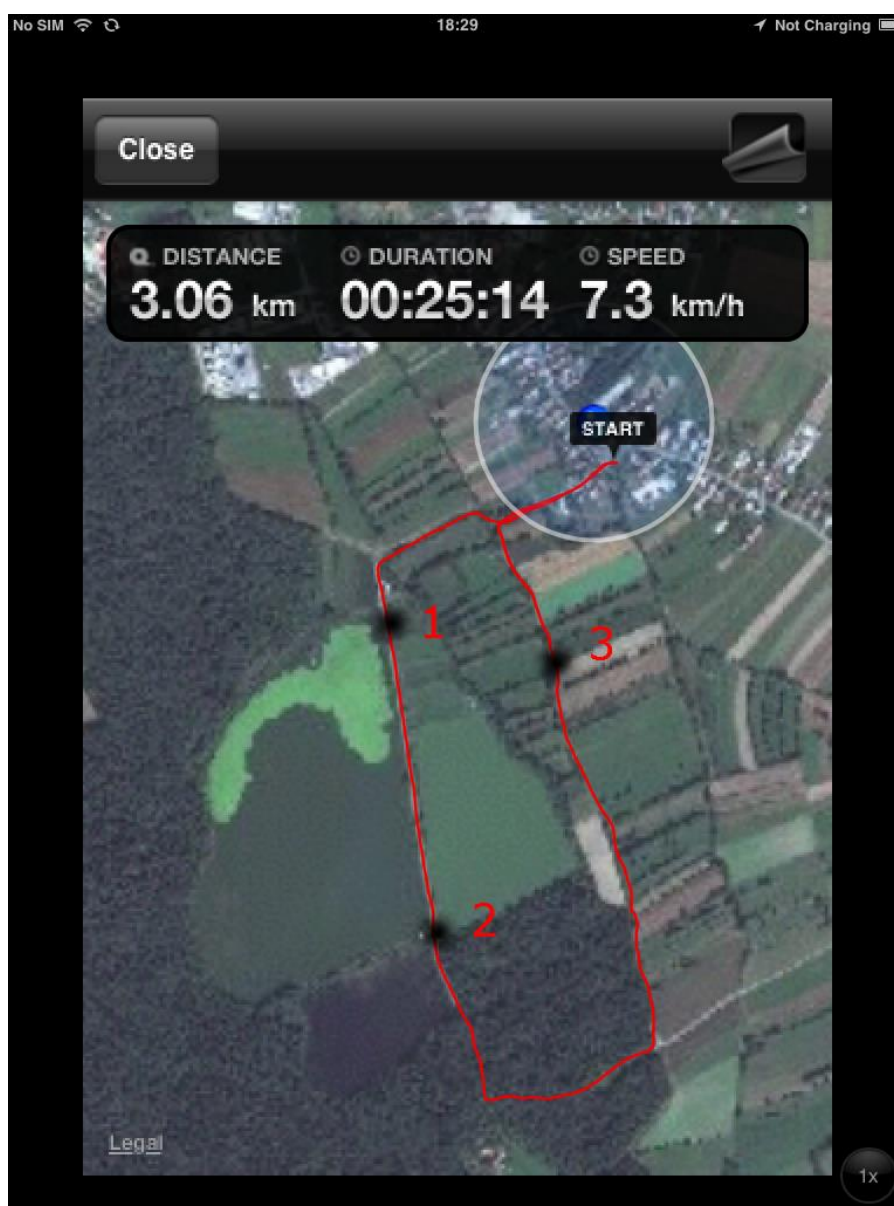 No SIM 18:29 Not Charging
Close
DISTANCE DURATION SPEED
3.06 km 00:25:14 7.3 km/h
START
1
3
2
Legal
1x